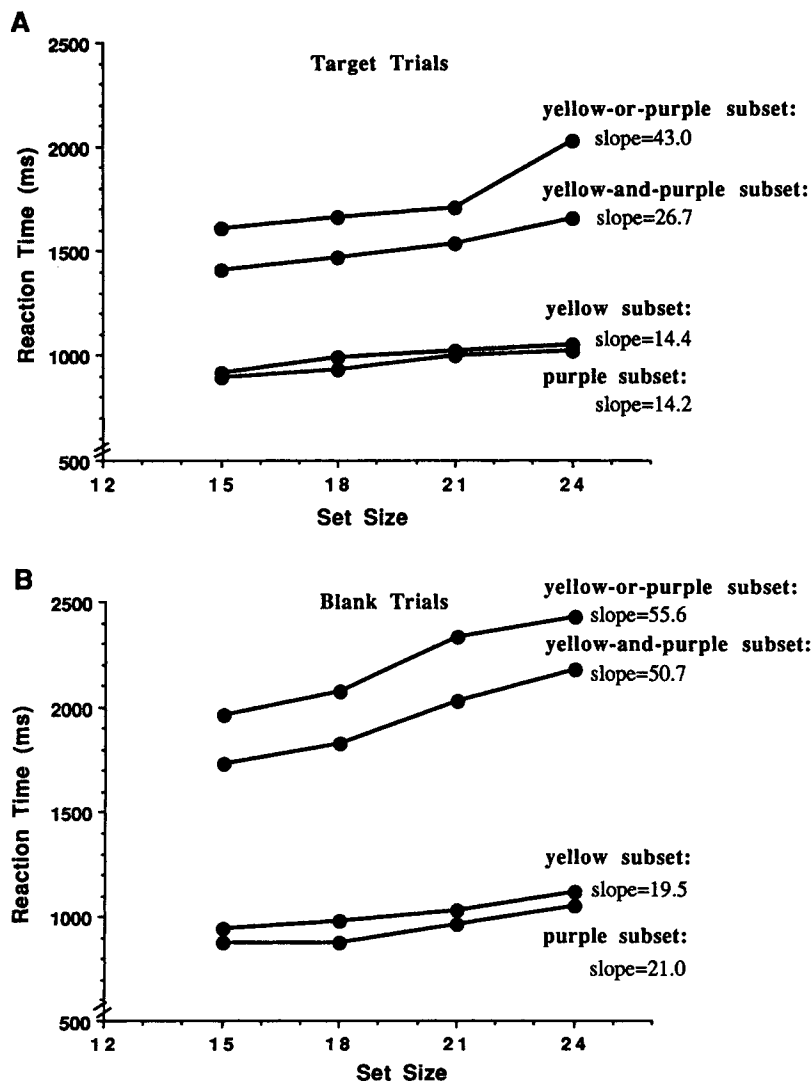 A
Target Trials
2500
2000
1500
1000
500
Reaction Time (ms)
yellow-or-purple subset:
slope=43.0
yellow-and-purple subset:
slope=26.7
yellow subset:
slope=14.4
purple subset:
slope=14.2
12 15 18 21 24
Set Size
B
Blank Trials
2500
2000
1500
1000
500
Reaction Time (ms)
yellow-or-purple subset:
slope=55.6
yellow-and-purple subset:
slope=50.7
yellow subset:
slope=19.5
purple subset:
slope=21.0
12 15 18 21 24
Set Size